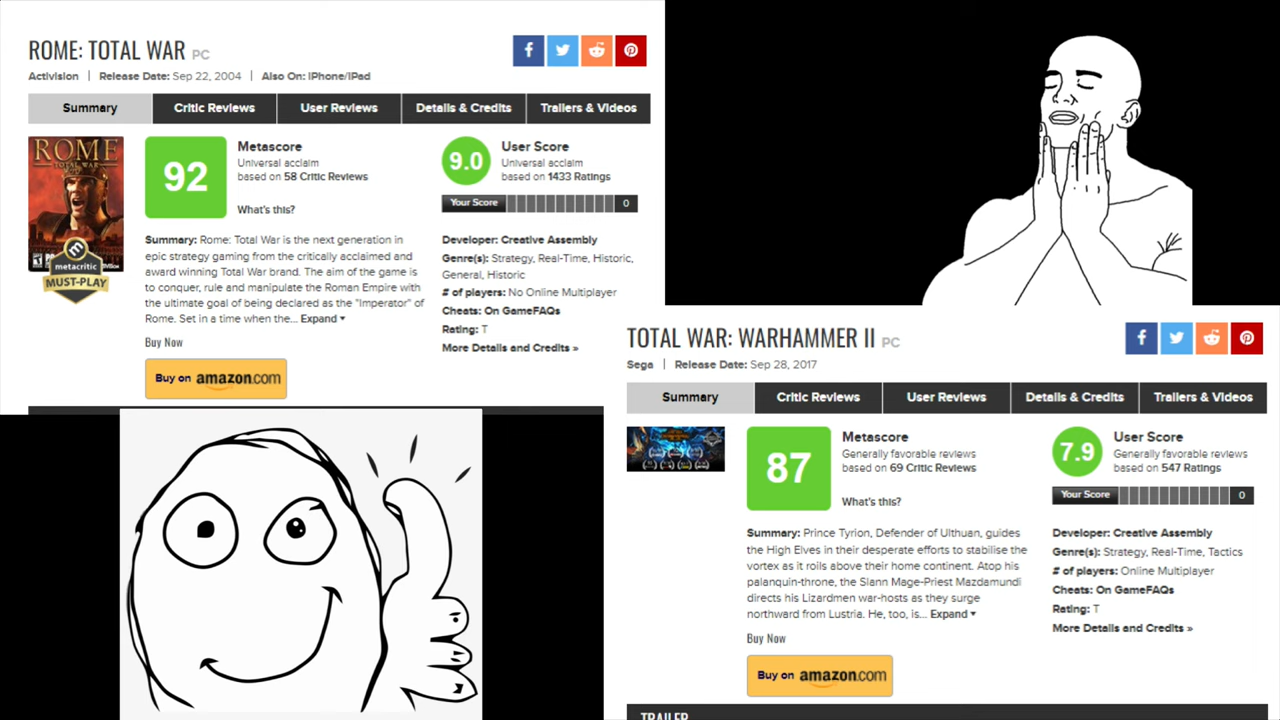 ROME: TOTAL WAR PC
Activision | Release Date: Sep 22, 2004 | Also On: iPhone/iPad
Summary Critic Reviews User Reviews Details & Credits Trailers & Videos
ROME
TOTAL WAR
metacritic
MUST-PLAY
92
Metascore
Universal acclaim
based on 58 Critic Reviews
What's this?
9.0
User Score
Universal acclaim
based on 1433 Ratings
Your Score 0
Summary: Rome: Total War is the next generation in
epic strategy gaming from the critically acclaimed and
award winning Total War brand. The aim of the game is
to conquer, rule and manipulate the Roman Empire with
the ultimate goal of being declared as the "Imperator" of
Rome. Set in a time when the... Expand
Buy Now
Buy on amazon.com
Developer: Creative Assembly
Genre(s): Strategy, Real-Time, Historic,
General, Historic
# of players: No Online Multiplayer
Cheats: On GameFAQs
Rating: T
More Details and Credits »
TOTAL WAR: WARHAMMER II PC
Sega | Release Date: Sep 28, 2017
Summary Critic Reviews User Reviews Details & Credits Trailers & Videos
87
Metascore
Generally favorable reviews
based on 69 Critic Reviews
What's this?
7.9
User Score
Generally favorable reviews
based on 547 Ratings
Your Score 0
Summary: Prince Tyrion, Defender of Ulthuan, guides
the High Elves in their desperate efforts to stabilise the
vortex as it roils above their home continent. Atop his
palanquin-throne, the Slann Mage-Priest Mazdamundi
directs his Lizardmen war-hosts as they surge
northward from Lustria. He, too, is... Expand
Buy Now
Buy on amazon.com
Developer: Creative Assembly
Genre(s): Strategy, Real-Time, Tactics
# of players: Online Multiplayer
Cheats: On GameFAQs
Rating: T
More Details and Credits »
TRAILER